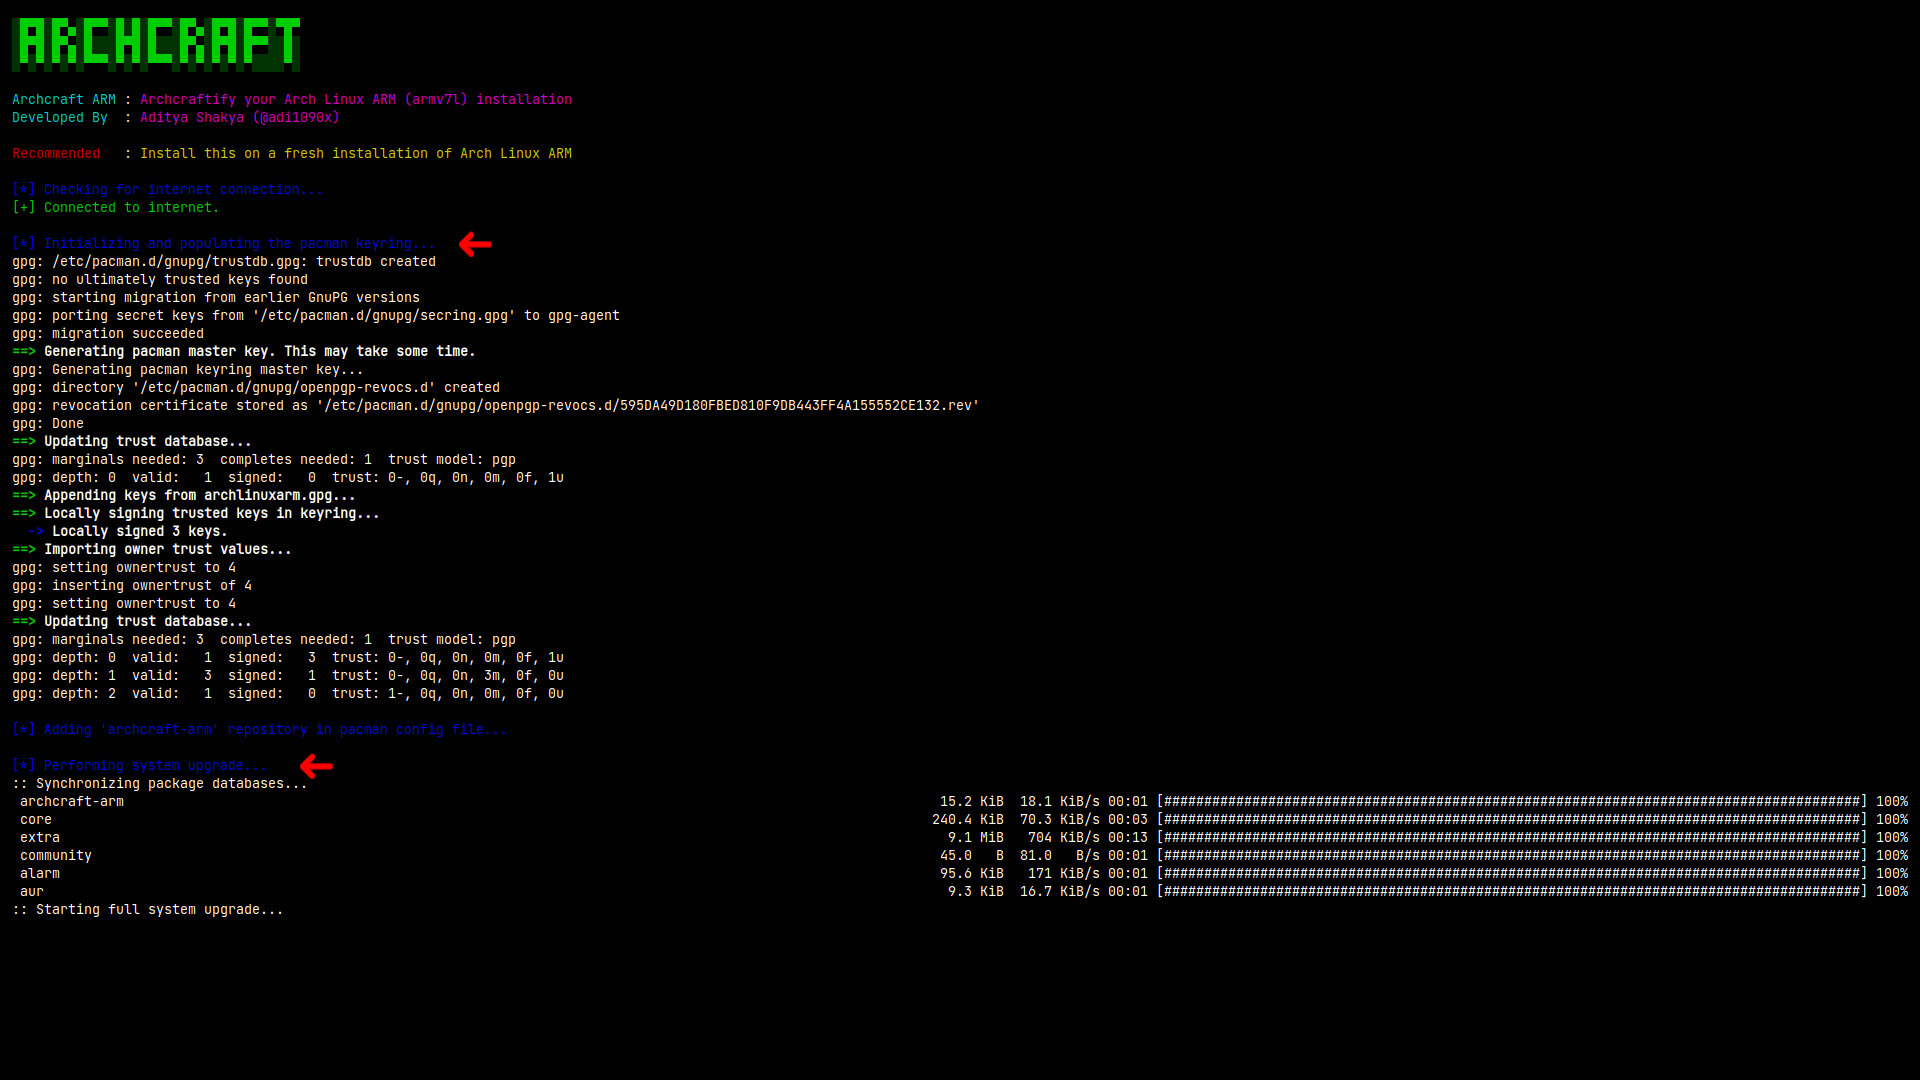 ARCHCRAFT
Archcraft ARM : Archcraftify your Arch Linux ARM (armv7l) installation
Developed By  : Aditya Shakya (@adi1090x)
Recommended   : Install this on a fresh installation of Arch Linux ARM
[*] Checking for internet connection...
[+] Connected to internet.
[*] Initializing and populating the pacman keyring...
gpg: /etc/pacman.d/gnupg/trustdb.gpg: trustdb created
gpg: no ultimately trusted keys found
gpg: starting migration from earlier GnuPG versions
gpg: porting secret keys from '/etc/pacman.d/gnupg/secring.gpg' to gpg-agent
gpg: migration succeeded
==> Generating pacman master key. This may take some time.
gpg: Generating pacman keyring master key...
gpg: directory '/etc/pacman.d/gnupg/openpgp-revocs.d' created
gpg: revocation certificate stored as '/etc/pacman.d/gnupg/openpgp-revocs.d/595DA49D180FBED810F9DB443FF4A155552CE132.rev'
gpg: Done
==> Updating trust database...
gpg: marginals needed: 3  completes needed: 1  trust model: pgp
gpg: depth: 0  valid:   1  signed:   0  trust: 0-, 0q, 0n, 0m, 0f, 1u
==> Appending keys from archlinuxarm.gpg...
==> Locally signing trusted keys in keyring...
  -> Locally signed 3 keys.
==> Importing owner trust values...
gpg: setting ownertrust to 4
gpg: inserting ownertrust of 4
gpg: setting ownertrust to 4
==> Updating trust database...
gpg: marginals needed: 3  completes needed: 1  trust model: pgp
gpg: depth: 0  valid:   1  signed:   3  trust: 0-, 0q, 0n, 0m, 0f, 1u
gpg: depth: 1  valid:   3  signed:   1  trust: 0-, 0q, 0n, 3m, 0f, 0u
gpg: depth: 2  valid:   1  signed:   0  trust: 1-, 0q, 0n, 0m, 0f, 0u
[*] Adding 'archcraft-arm' repository in pacman config file...
[*] Performing system upgrade...
:: Synchronizing package databases...
 archcraft-arm 15.2 KiB  18.1 KiB/s 00:01 [#######################################################################################] 100%
 core 240.4 KiB  70.3 KiB/s 00:03 [#######################################################################################] 100%
 extra 9.1 MiB   704 KiB/s 00:13 [#######################################################################################] 100%
 community 45.0   B  81.0   B/s 00:01 [#######################################################################################] 100%
 alarm 95.6 KiB   171 KiB/s 00:01 [#######################################################################################] 100%
 aur 9.3 KiB  16.7 KiB/s 00:01 [#######################################################################################] 100%
:: Starting full system upgrade...